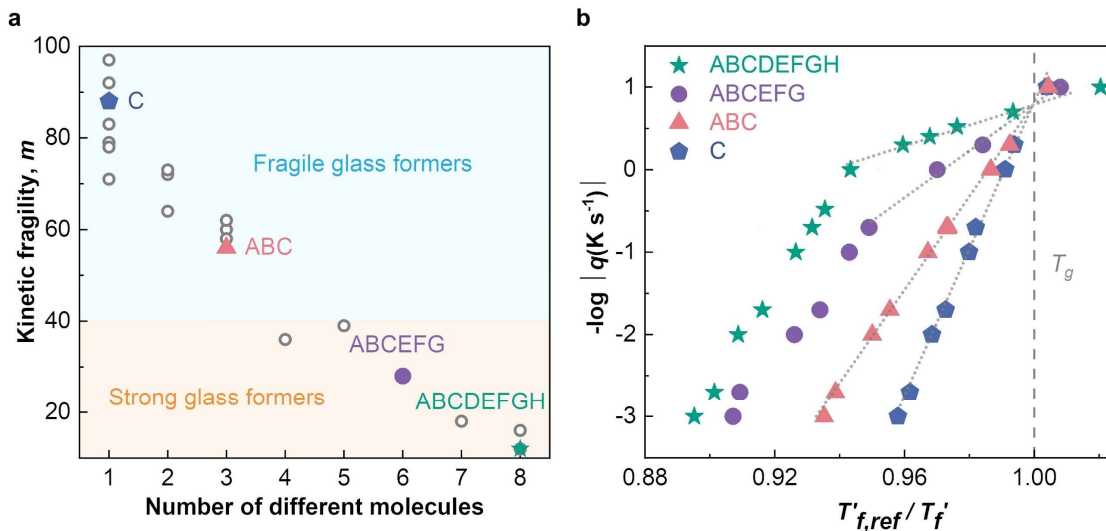 a
100
80
60
40
20
Kinetic fragility, m
C
Fragile glass formers
ABC
ABCEFG
Strong glass formers
ABCDEFGH
1 2 3 4 5 6 7 8
Number of different molecules
b
ABCDEFGH
ABCEFG
ABC
C
1
0
-1
-2
-3
-log | q(K s⁻¹) |
Tg
0.88 0.92 0.96 1.00
T'f,ref / Tf'